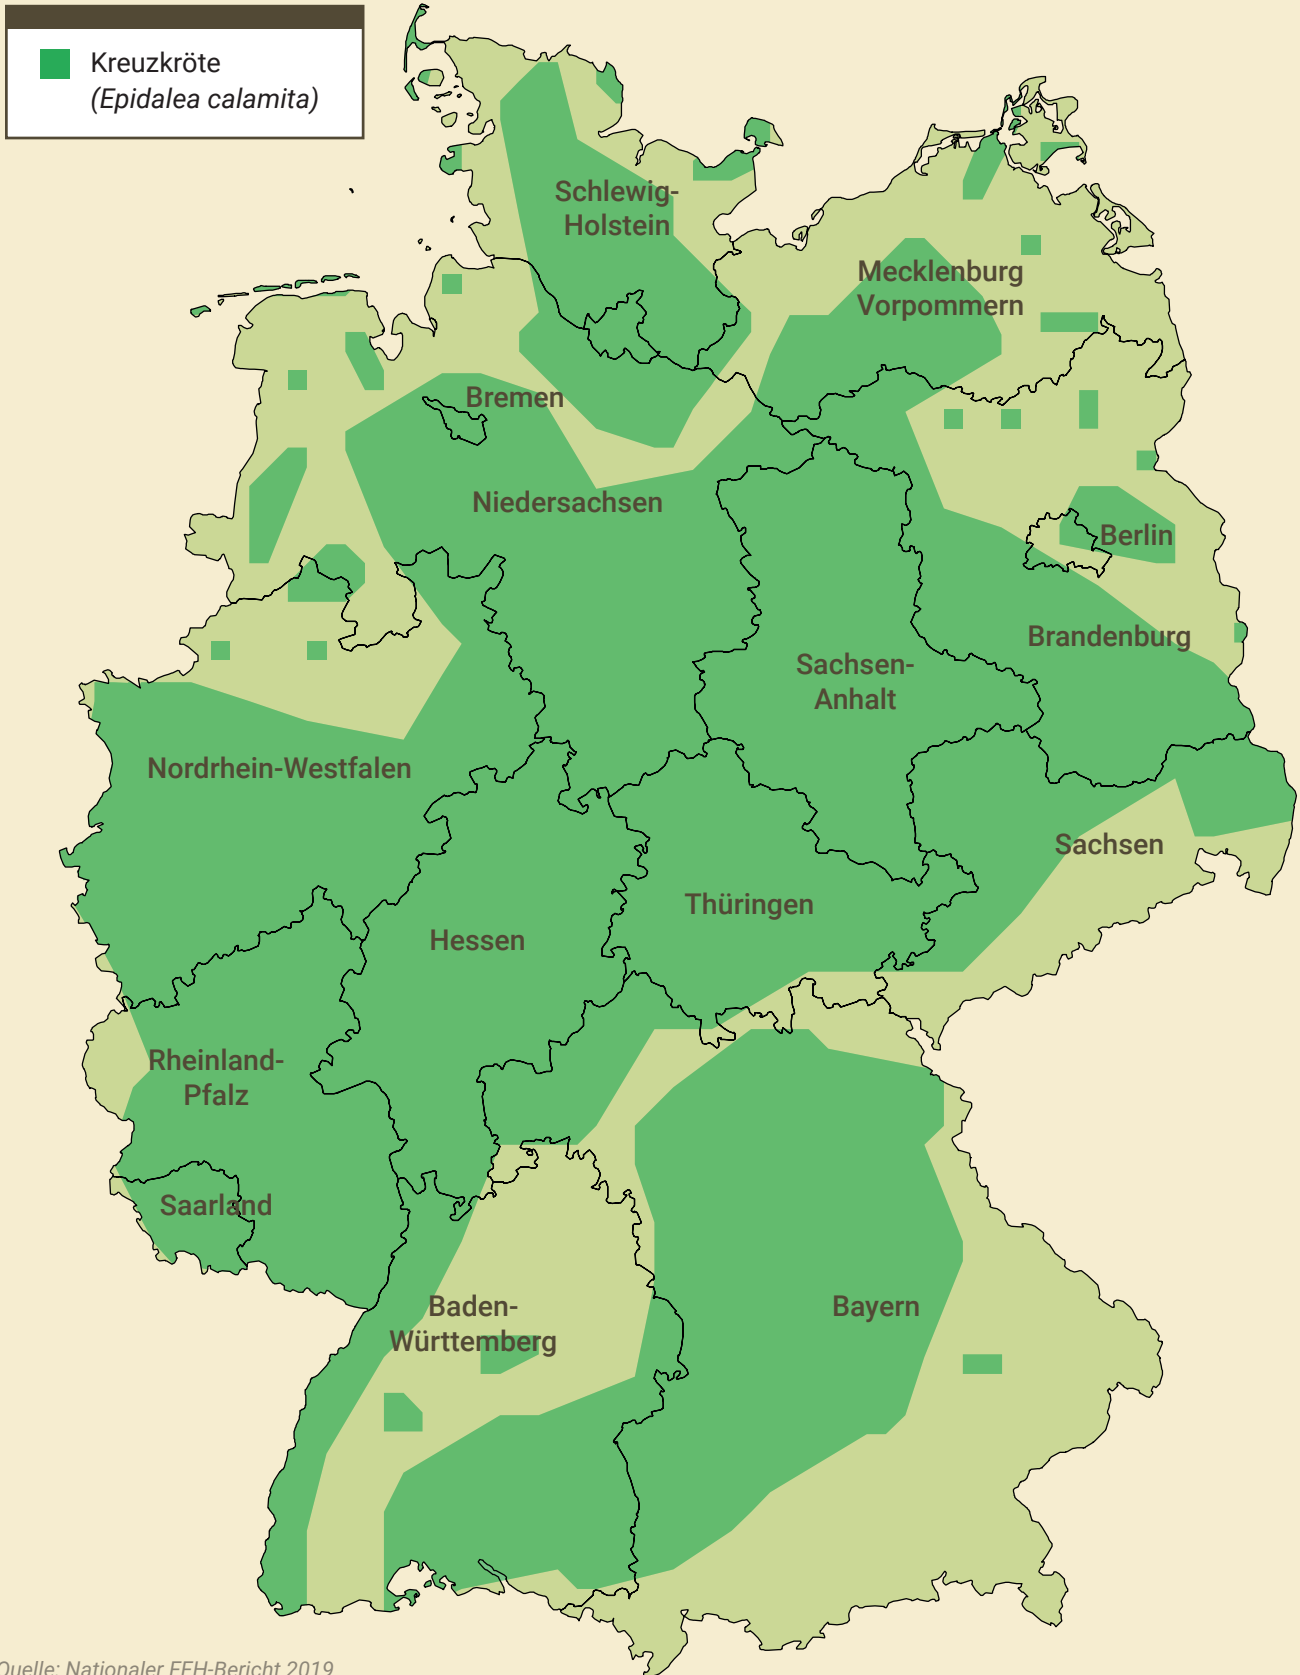 Kreuzkröte
(Epidalea calamita)
Schlewig-
Holstein
Mecklenburg
Vorpommern
Bremen
Niedersachsen
Berlin
Brandenburg
Sachsen-
Anhalt
Nordrhein-Westfalen
Sachsen
Thüringen
Hessen
Rheinland-
Pfalz
Saarland
Baden-
Württemberg
Bayern
Quelle: Nationaler FFH-Bericht 2019